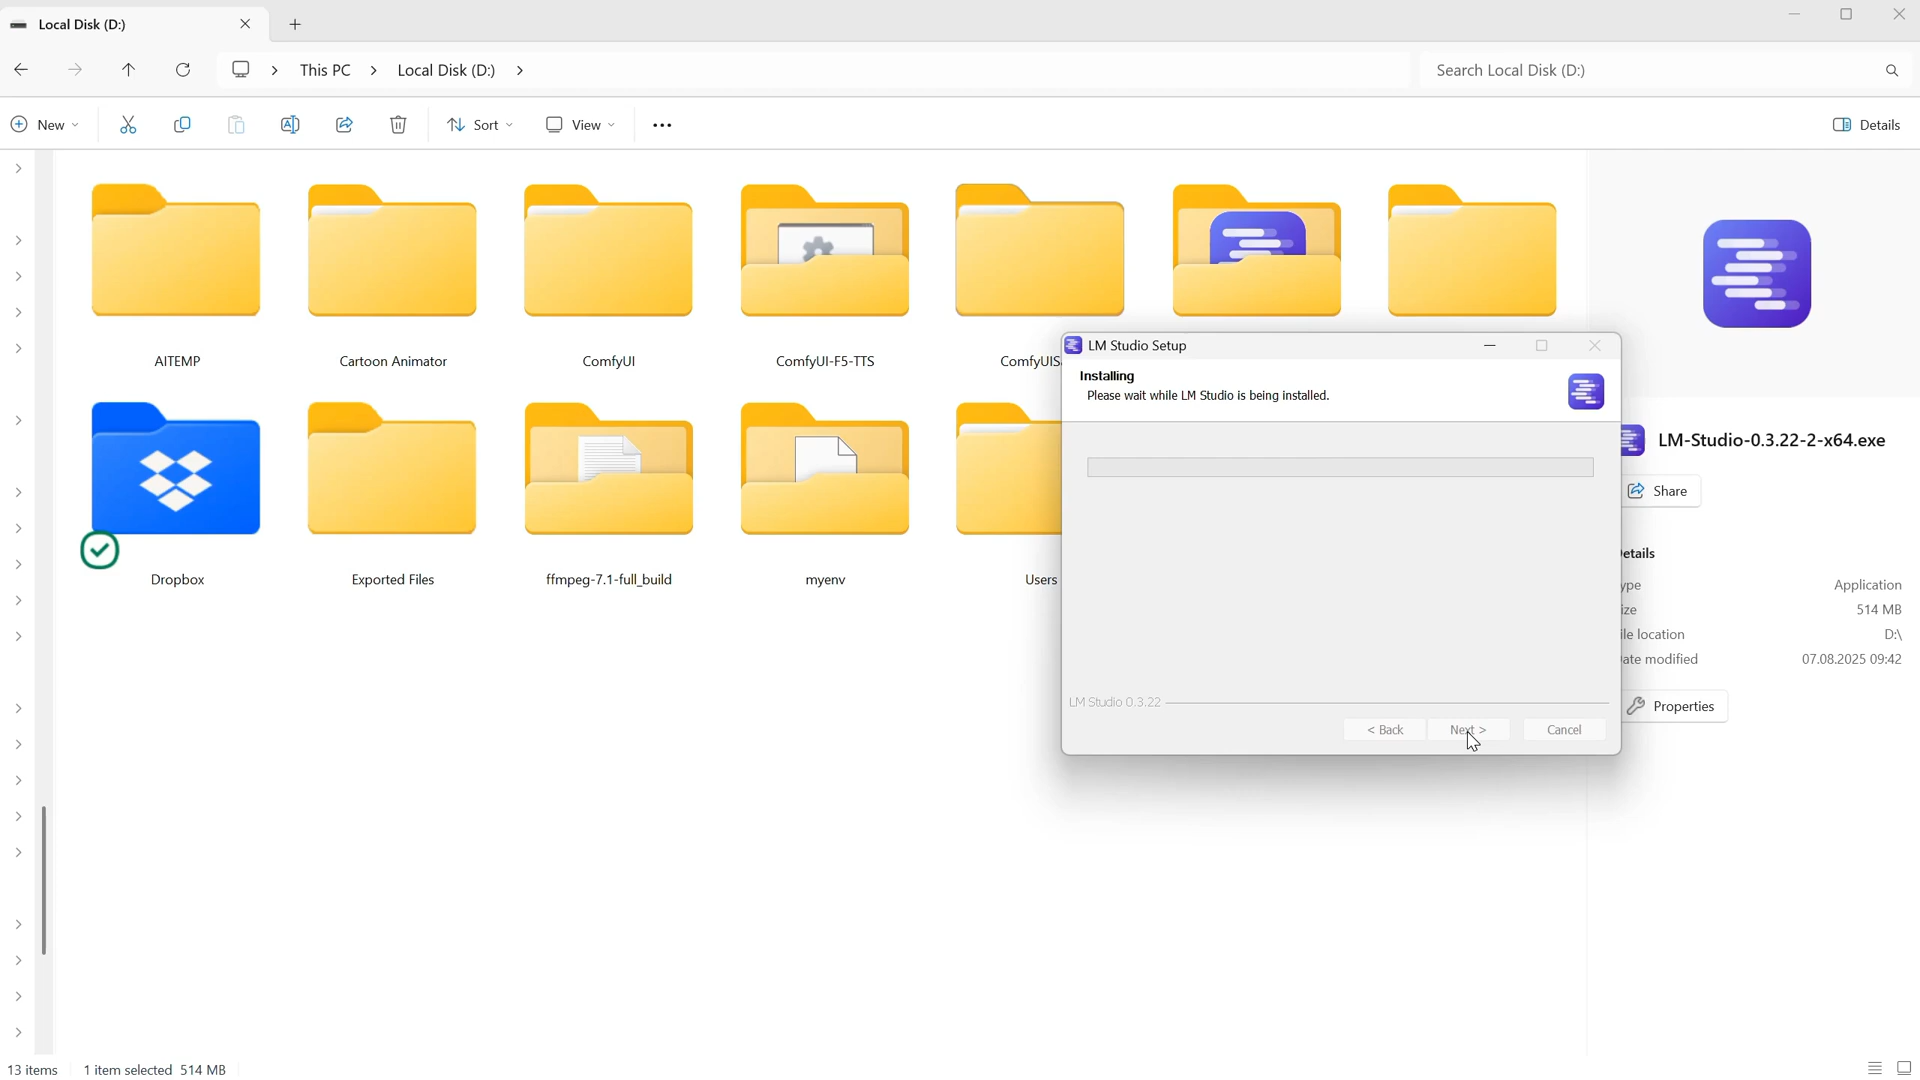 Local Disk (D:)
This PC
Local Disk (D:)
Search Local Disk (D:)
New
Sort
View
Details
AITEMP
Cartoon Animator
ComfyUI
ComfyUI-F5-TTS
ComfyUIS
LM Studio Setup
Installing
Please wait while LM Studio is being installed.
LM Studio 0.3.22
< Back
Next >
Cancel
Dropbox
Exported Files
ffmpeg-7.1-full_build
myenv
Users
LM-Studio-0.3.22-2-x64.exe
Share
etails
ype Application
ize 514 MB
ile location D:\
ate modified 07.08.2025 09:42
Properties
13 items
1 item selected 514 MB